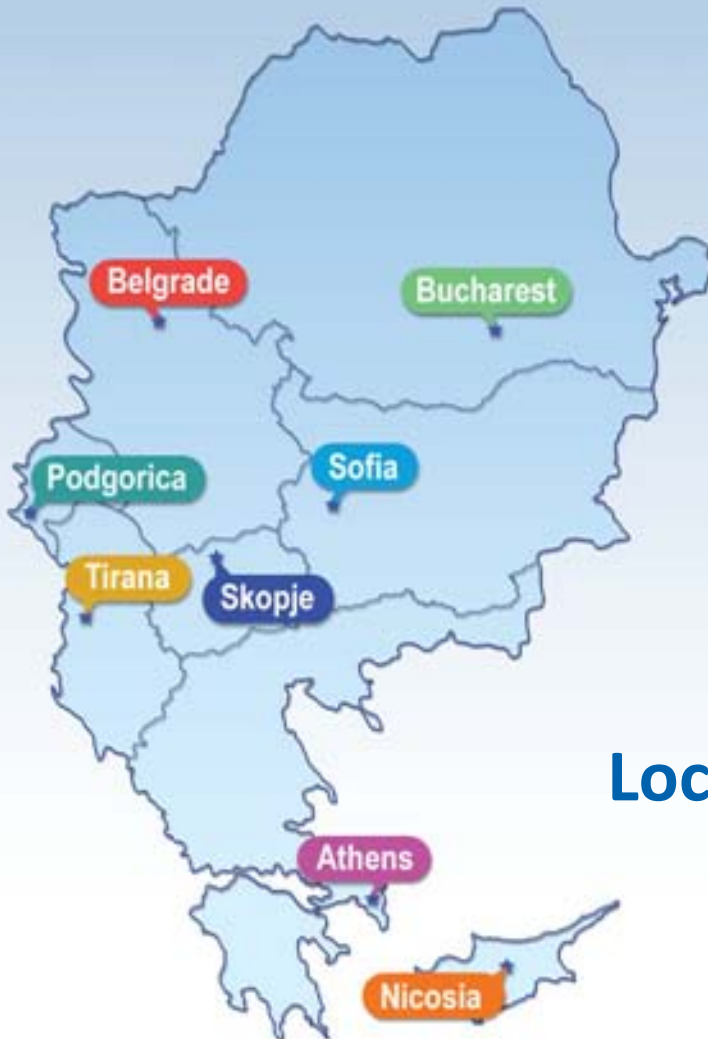 Belgrade
Bucharest
Podgorica
Sofia
Tirana
Skopje
Loc
Athens
Nicosia